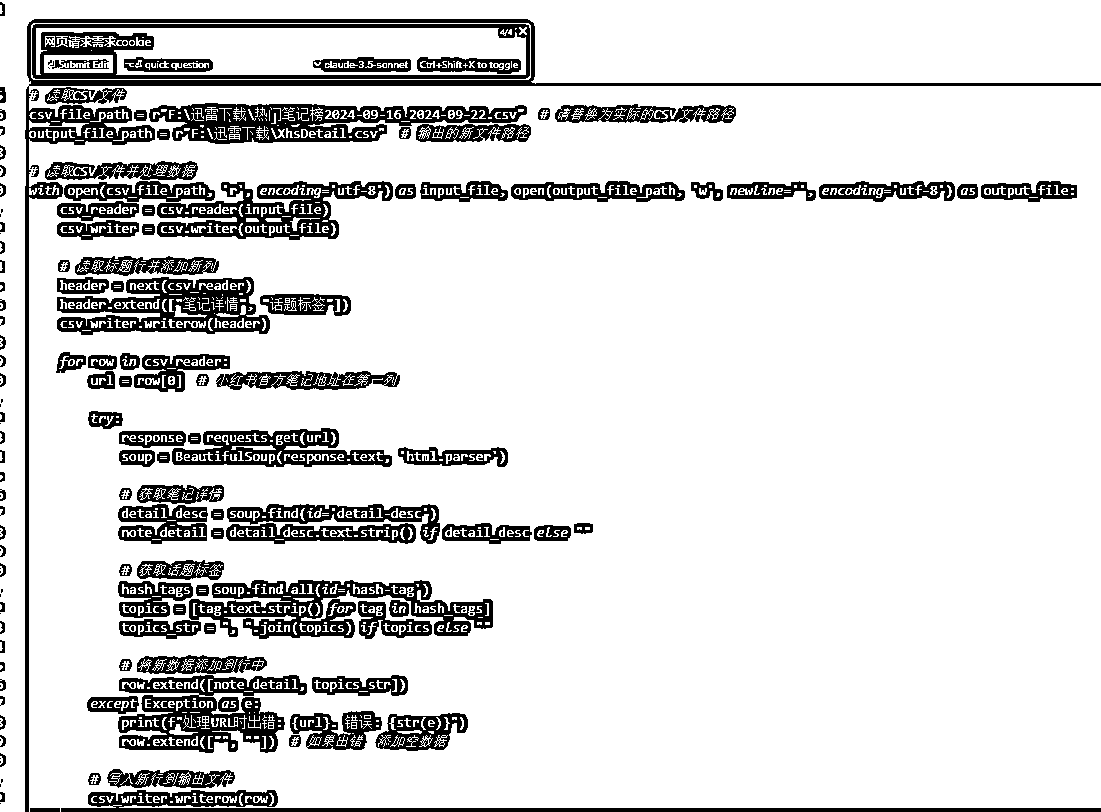 4/4 ✕
网页请求需求cookie
Submit Edit quick question claude-3.5-sonnet Ctrl+Shift+K to toggle
# 读取CSV文件
csv_file_path = r"F:\迅雷下载\热门笔记榜2024-09-16_2024-09-22.csv" # 请替换为实际的CSV文件路径
output_file_path = r"F:\迅雷下载\XhsDetail.csv" # 输出的新文件路径
# 读取CSV文件并处理数据
with open(csv_file_path, 'r', encoding='utf-8') as input_file, open(output_file_path, 'w', newline='', encoding='utf-8') as output_file:
csv_reader = csv.reader(input_file)
csv_writer = csv.writer(output_file)
# 读取标题行并添加新列
header = next(csv_reader)
header.extend(["笔记详情", "话题标签"])
csv_writer.writerow(header)
for row in csv_reader:
url = row[0] # 小红书官方笔记地址在第一列
try:
response = requests.get(url)
soup = BeautifulSoup(response.text, 'html.parser')
# 获取笔记详情
detail_desc = soup.find(id='detail-desc')
note_detail = detail_desc.text.strip() if detail_desc else ""
# 获取话题标签
hash_tags = soup.find_all(id='hash-tag')
topics = [tag.text.strip() for tag in hash_tags]
topics_str = ", ".join(topics) if topics else ""
# 将新数据添加到行中
row.extend([note_detail, topics_str])
except Exception as e:
print(f"处理URL时出错: {url}. 错误: {str(e)}")
row.extend(["", ""]) # 如果出错，添加空数据
# 写入新行到输出文件
csv_writer.writerow(row)